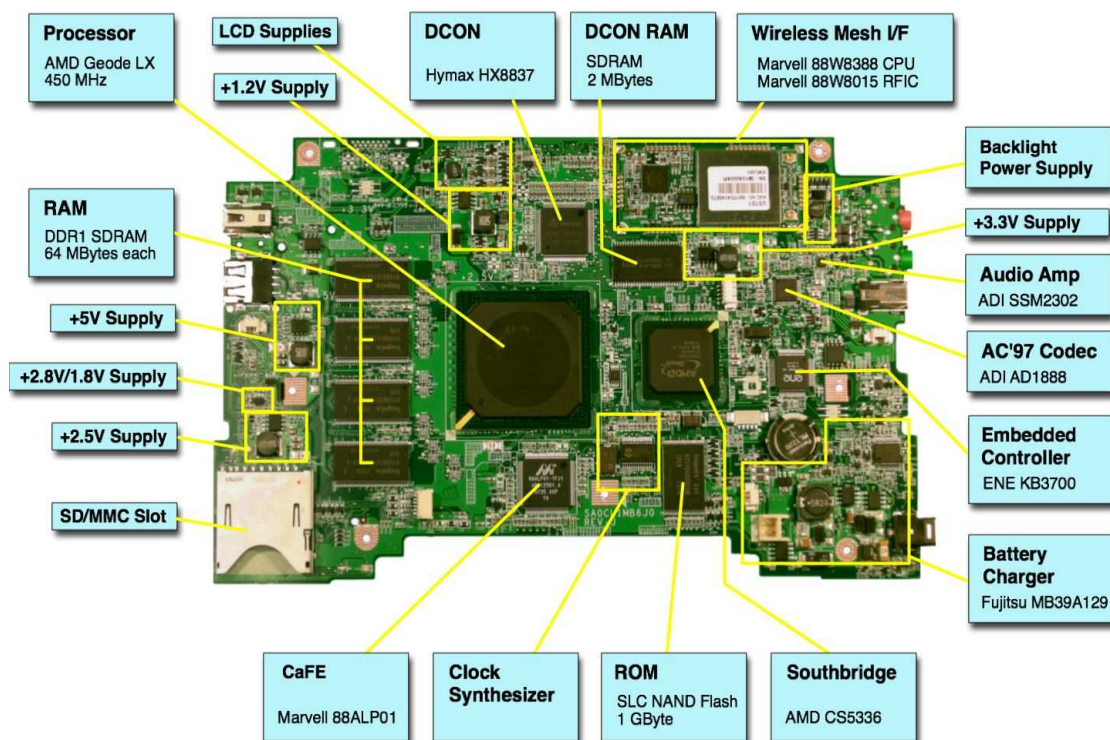 Processor
AMD Geode LX
450 MHz
LCD Supplies
+1.2V Supply
DCON
Hymax HX8837
DCON RAM
SDRAM
2 MBytes
Wireless Mesh I/F
Marvell 88W8388 CPU
Marvell 88W8015 RFIC
Backlight
Power Supply
RAM
DDR1 SDRAM
64 MBytes each
+3.3V Supply
Audio Amp
ADI SSM2302
+5V Supply
AC'97 Codec
ADI AD1888
+2.8V/1.8V Supply
+2.5V Supply
Embedded
Controller
ENE KB3700
SD/MMC Slot
Battery
Charger
Fujitsu MB39A129
CaFE
Marvell 88ALP01
Clock
Synthesizer
ROM
SLC NAND Flash
1 GByte
Southbridge
AMD CS5336
AMD
ene